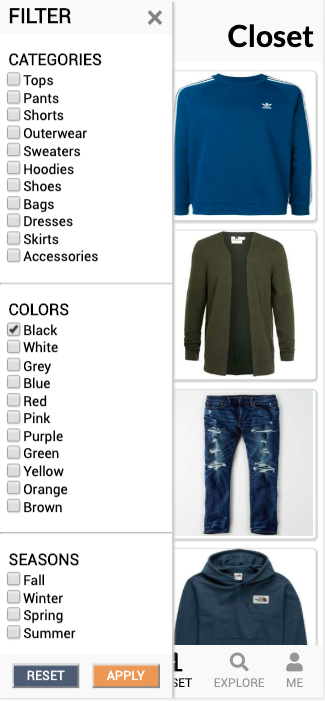 FILTER
Closet
CATEGORIES
Tops
Pants
Shorts
Outerwear
Sweaters
Hoodies
Shoes
Bags
Dresses
Skirts
Accessories
COLORS
Black
White
Grey
Blue
Red
Pink
Purple
Green
Yellow
Orange
Brown
SEASONS
Fall
Winter
Spring
Summer
RESET APPLY
SET EXPLORE ME